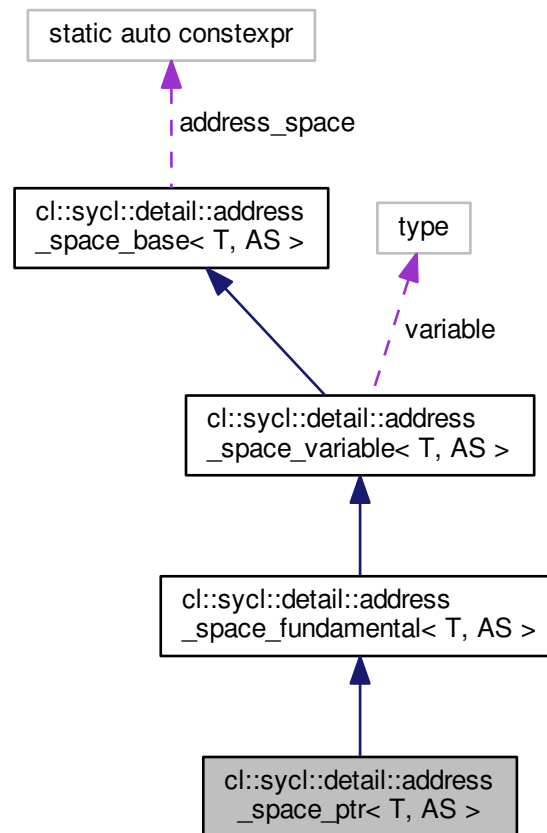 static auto constexpr
address_space
cl::sycl::detail::address
_space_base< T, AS >
type
variable
cl::sycl::detail::address
_space_variable< T, AS >
cl::sycl::detail::address
_space_fundamental< T, AS >
cl::sycl::detail::address
_space_ptr< T, AS >